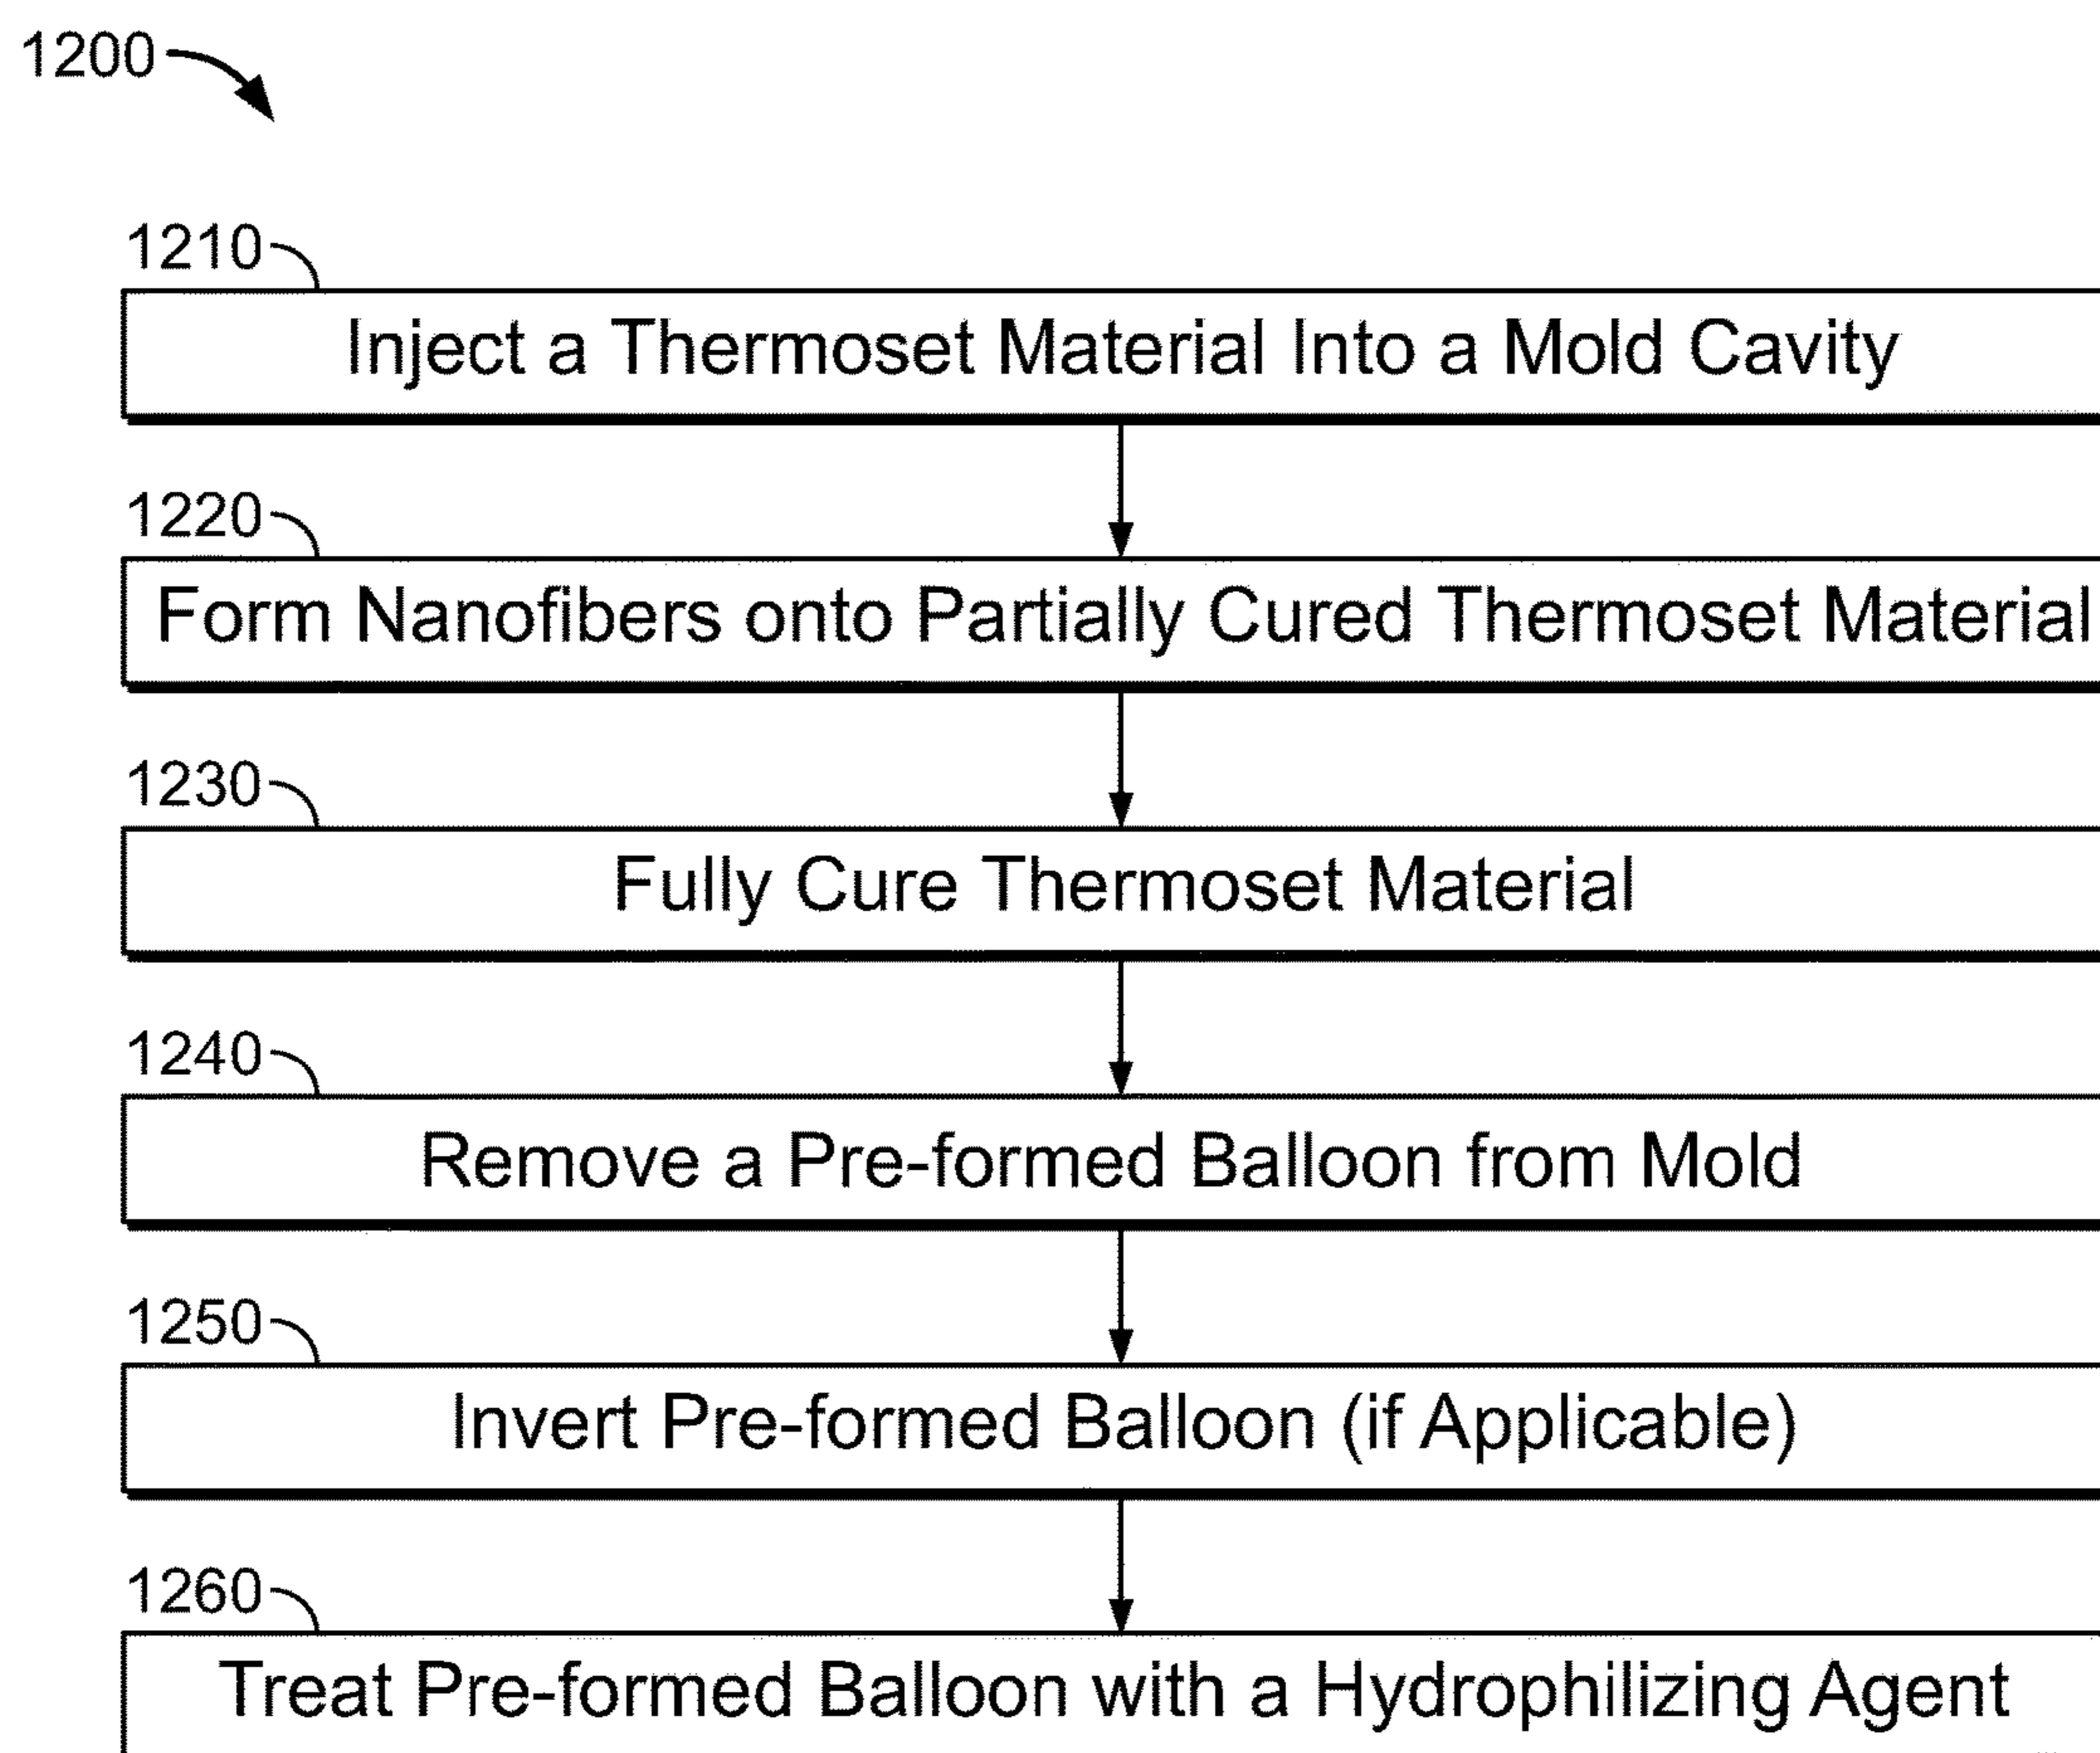 1200
1210
Inject a Thermoset Material Into a Mold Cavity
1220
Form Nanofibers onto Partially Cured Thermoset Material
1230
Fully Cure Thermoset Material
1240
Remove a Pre-formed Balloon from Mold
1250
Invert Pre-formed Balloon (if Applicable)
1260
Treat Pre-formed Balloon with a Hydrophilizing Agent